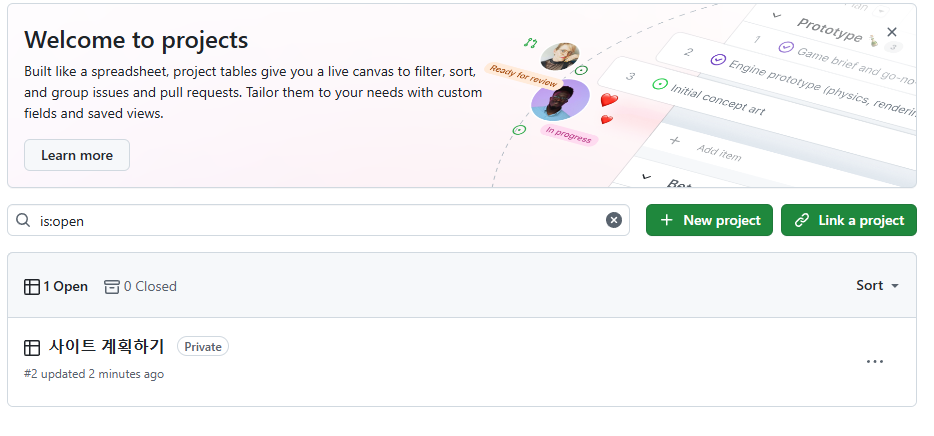 Welcome to projects
Built like a spreadsheet, project tables give you a live canvas to filter, sort,
and group issues and pull requests. Tailor them to your needs with custom
fields and saved views.
Learn more
Ready for review
In progress
Prototype
3
1 Game brief and go-no
2 Engine prototype (physics, rendering
3 Initial concept art
Add item
is:open
New project
Link a project
1 Open 0 Closed
Sort
사이트 계획하기 Private
#2 updated 2 minutes ago